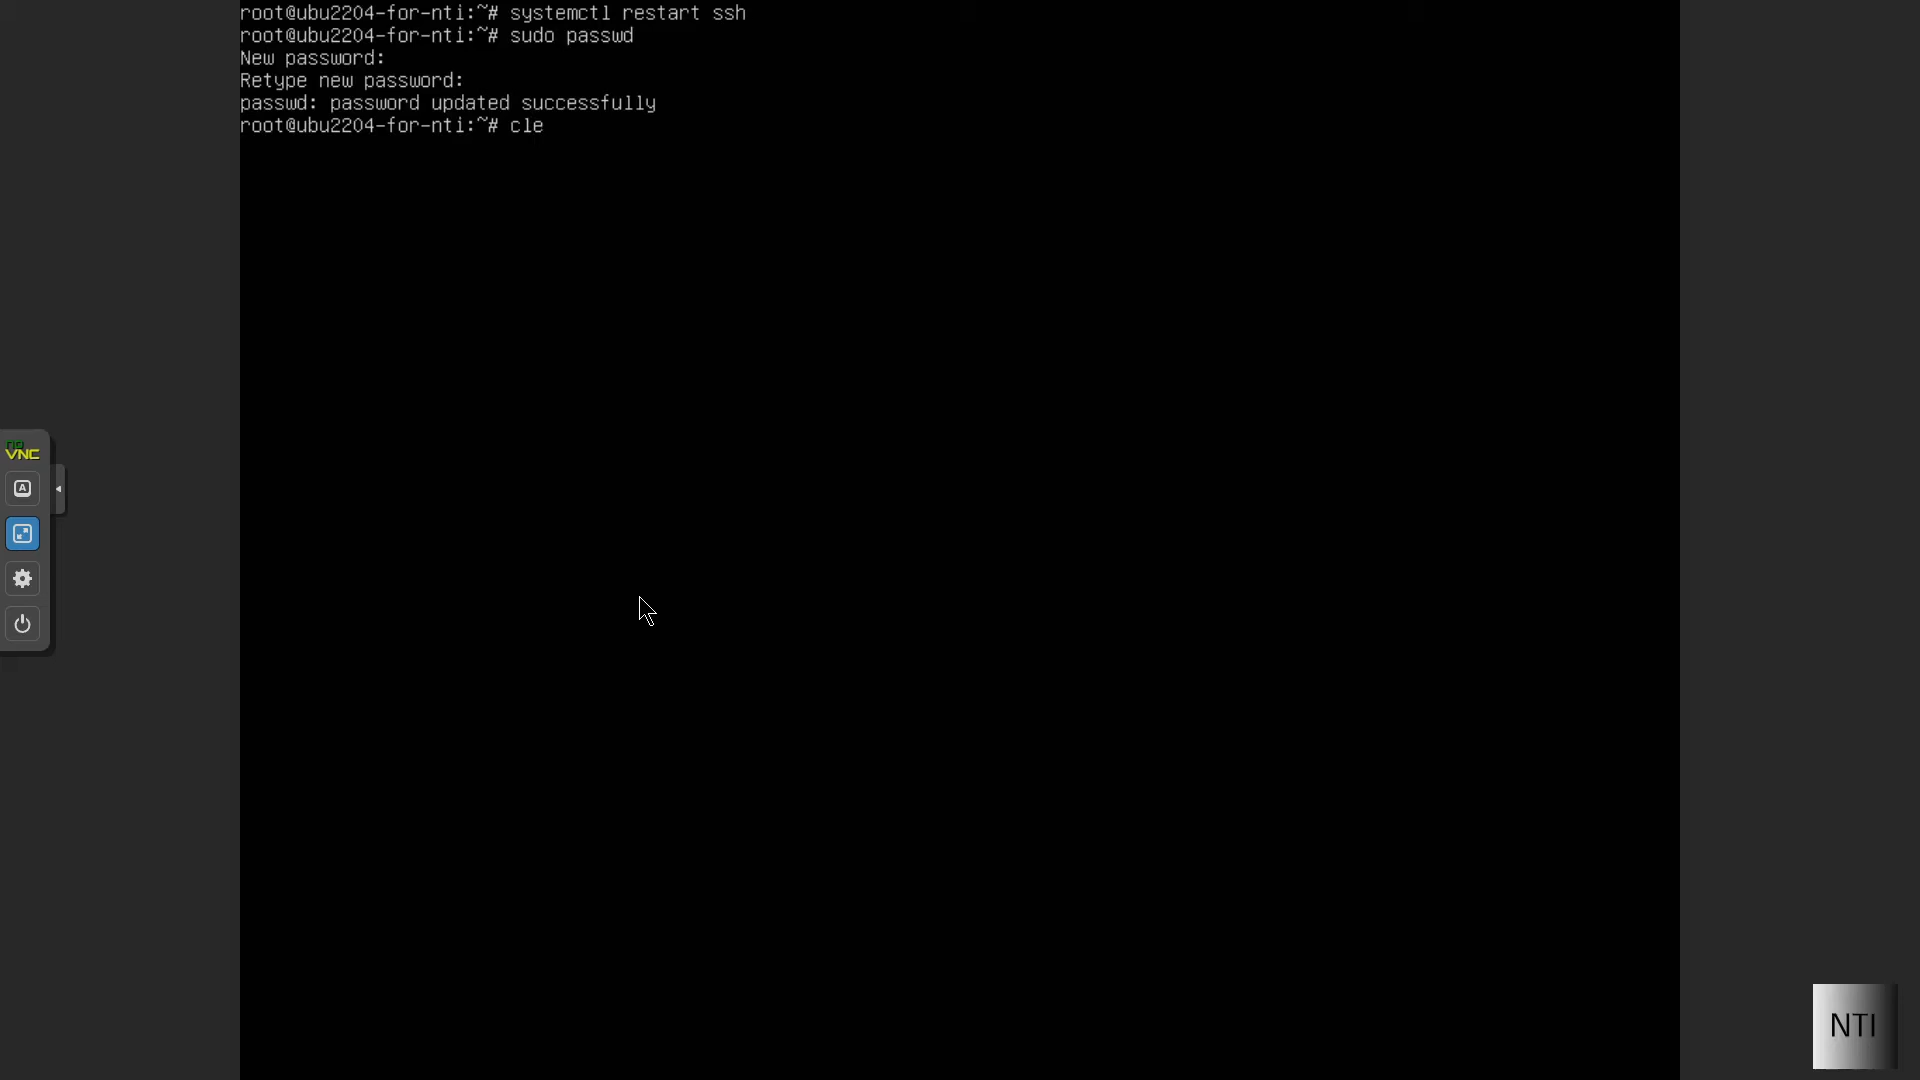 root@ubu2204-for-nti:~# systemctl restart ssh
root@ubu2204-for-nti:~# sudo passwd
New password:
Retype new password:
passwd: password updated successfully
root@ubu2204-for-nti:~# cle
no
VNC
A
NTI